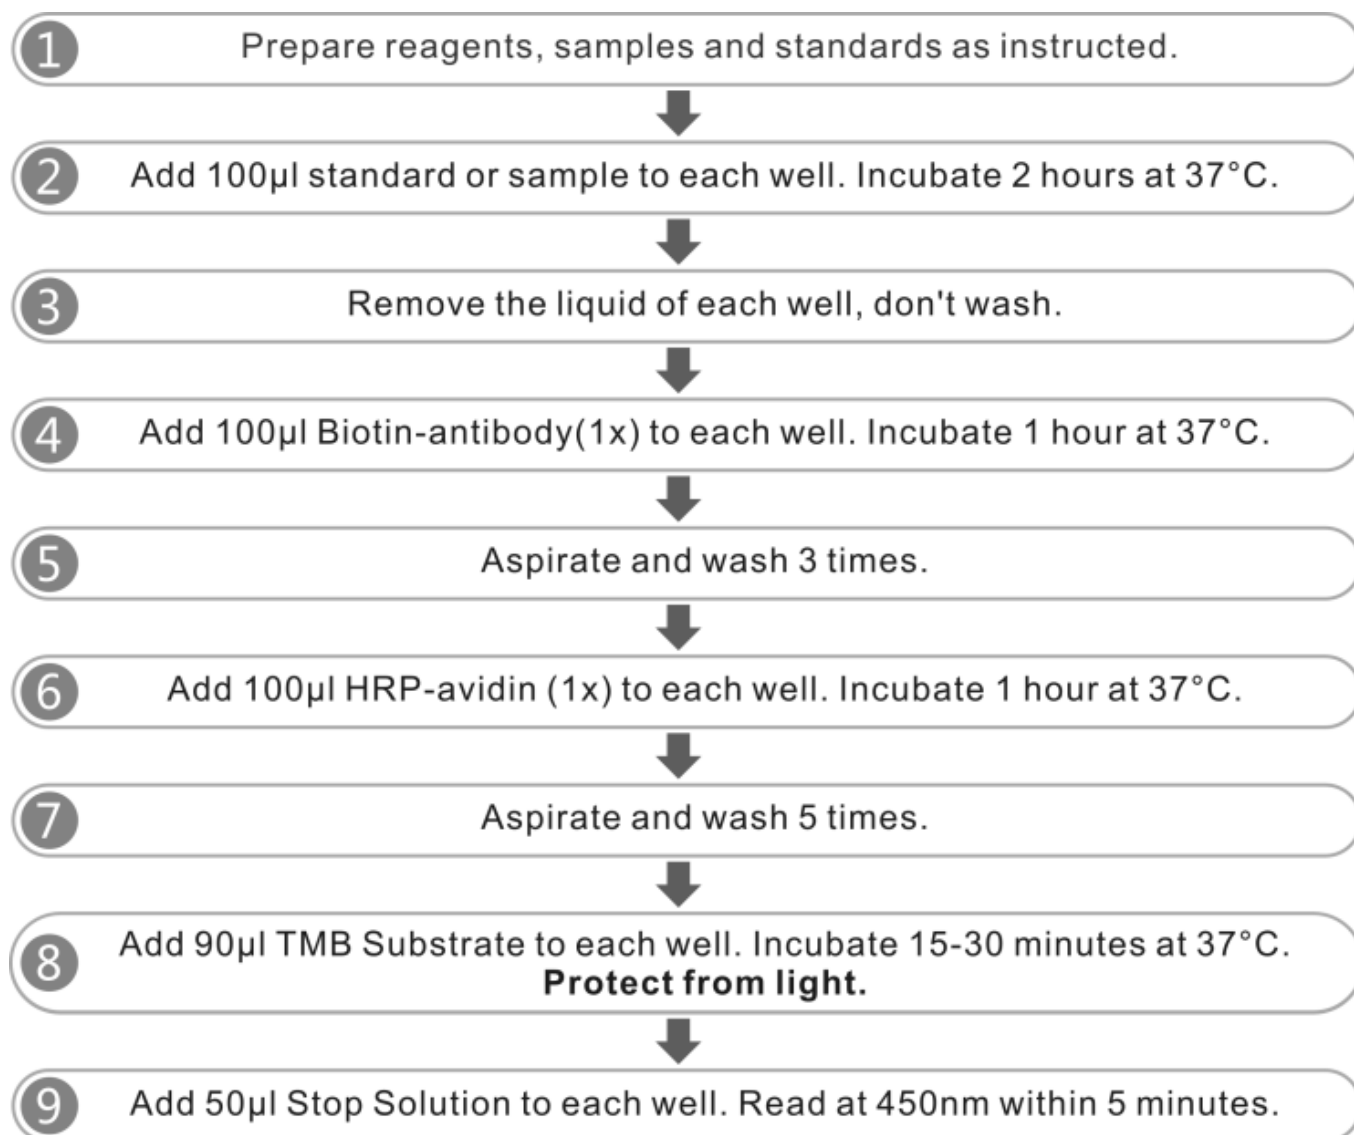 1 Prepare reagents, samples and standards as instructed.
2 Add 100µl standard or sample to each well. Incubate 2 hours at 37°C.
3 Remove the liquid of each well, don't wash.
4 Add 100µl Biotin-antibody(1x) to each well. Incubate 1 hour at 37°C.
5 Aspirate and wash 3 times.
6 Add 100µl HRP-avidin (1x) to each well. Incubate 1 hour at 37°C.
7 Aspirate and wash 5 times.
8 Add 90µl TMB Substrate to each well. Incubate 15-30 minutes at 37°C.
Protect from light.
9 Add 50µl Stop Solution to each well. Read at 450nm within 5 minutes.